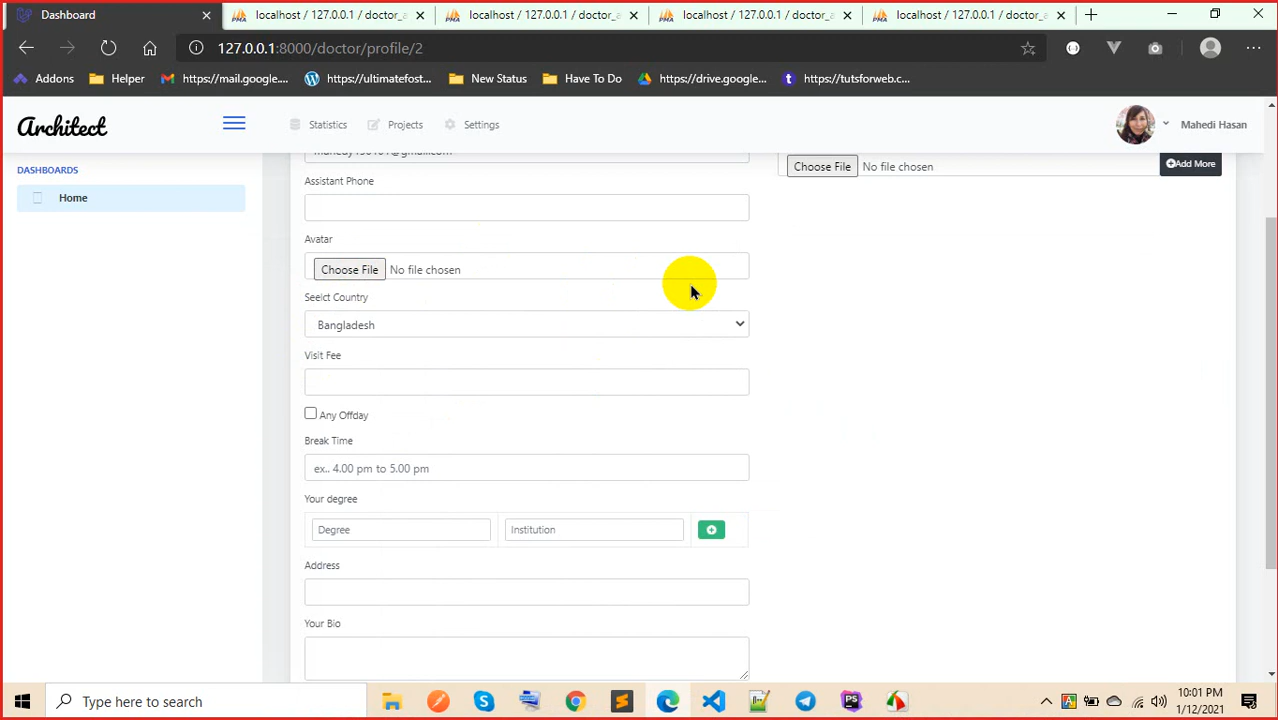 Dashboard
localhost / 127.0.0.1 / doctor_a
localhost / 127.0.0.1 / doctor_a
localhost / 127.0.0.1 / doctor_a
localhost / 127.0.0.1 / doctor_a
127.0.0.1:8000/doctor/profile/2
Addons
Helper
https://mail.google....
https://ultimatefost...
New Status
Have To Do
https://drive.google...
https://tutsforweb.c...
Architect
Statistics
Projects
Settings
Mahedi Hasan
DASHBOARDS
Home
Choose File No file chosen
Add More
Assistant Phone
Avatar
Choose File No file chosen
Seelct Country
Bangladesh
Visit Fee
Any Offday
Break Time
ex.. 4.00 pm to 5.00 pm
Your degree
Degree
Institution
Address
Your Bio
Type here to search
10:01 PM
1/12/2021